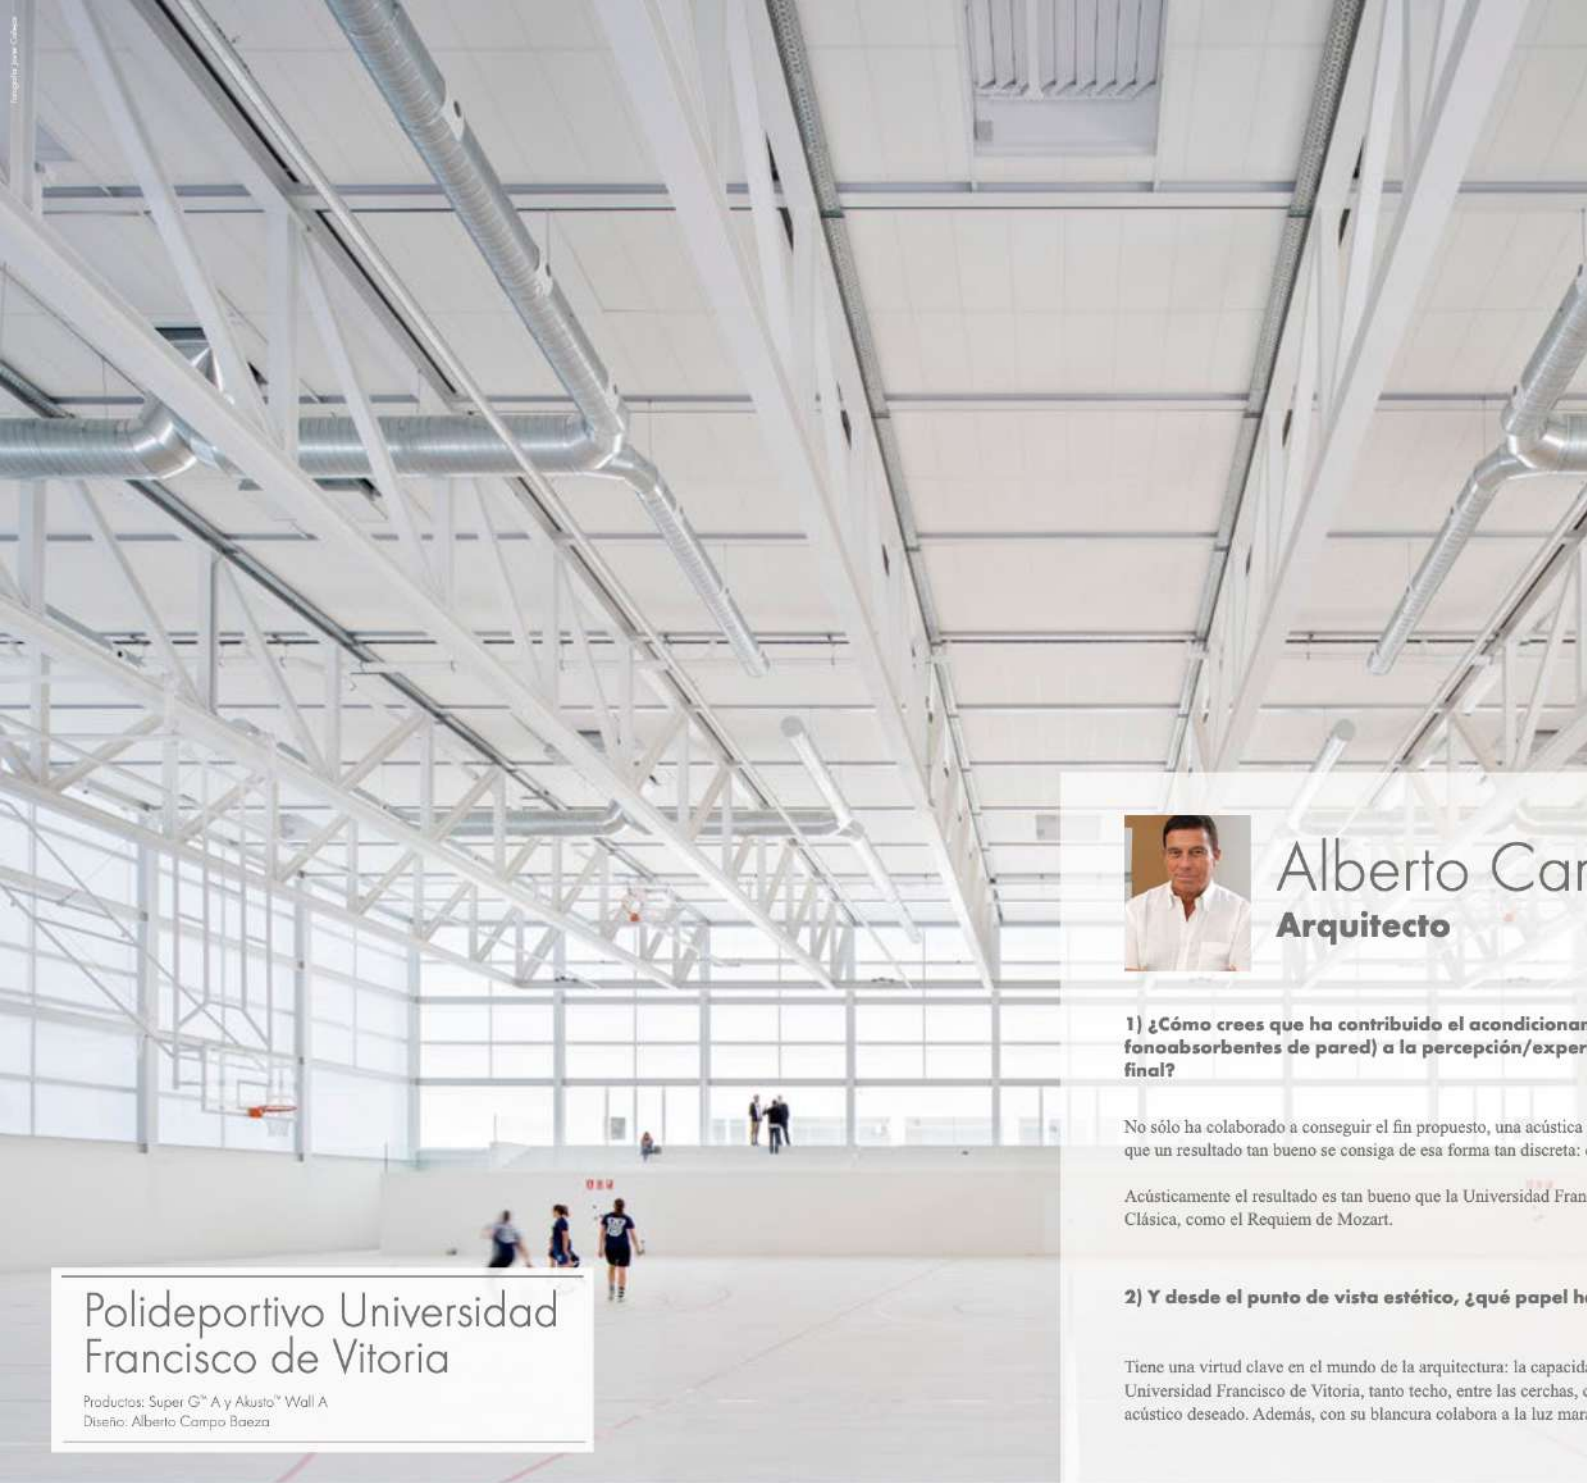 Fotografía: Javier Callejas
Alberto Ca
Arquitecto
1) ¿Cómo crees que ha contribuido el acondiciona
fonoabsorbentes de pared) a la percepción/exper
final?
No sólo ha colaborado a conseguir el fin propuesto, una acústica
que un resultado tan bueno se consiga de esa forma tan discreta:
Acústicamente el resultado es tan bueno que la Universidad Fran
Clásica, como el Requiem de Mozart.
2) Y desde el punto de vista estético, ¿qué papel h
Tiene una virtud clave en el mundo de la arquitectura: la capacid
Universidad Francisco de Vitoria, tanto techo, entre las cerchas,
acústico deseado. Además, con su blancura colabora a la luz mar
Polideportivo Universidad
Francisco de Vitoria
Productos: Super G™ A y Akusto™ Wall A
Diseño: Alberto Campo Baeza